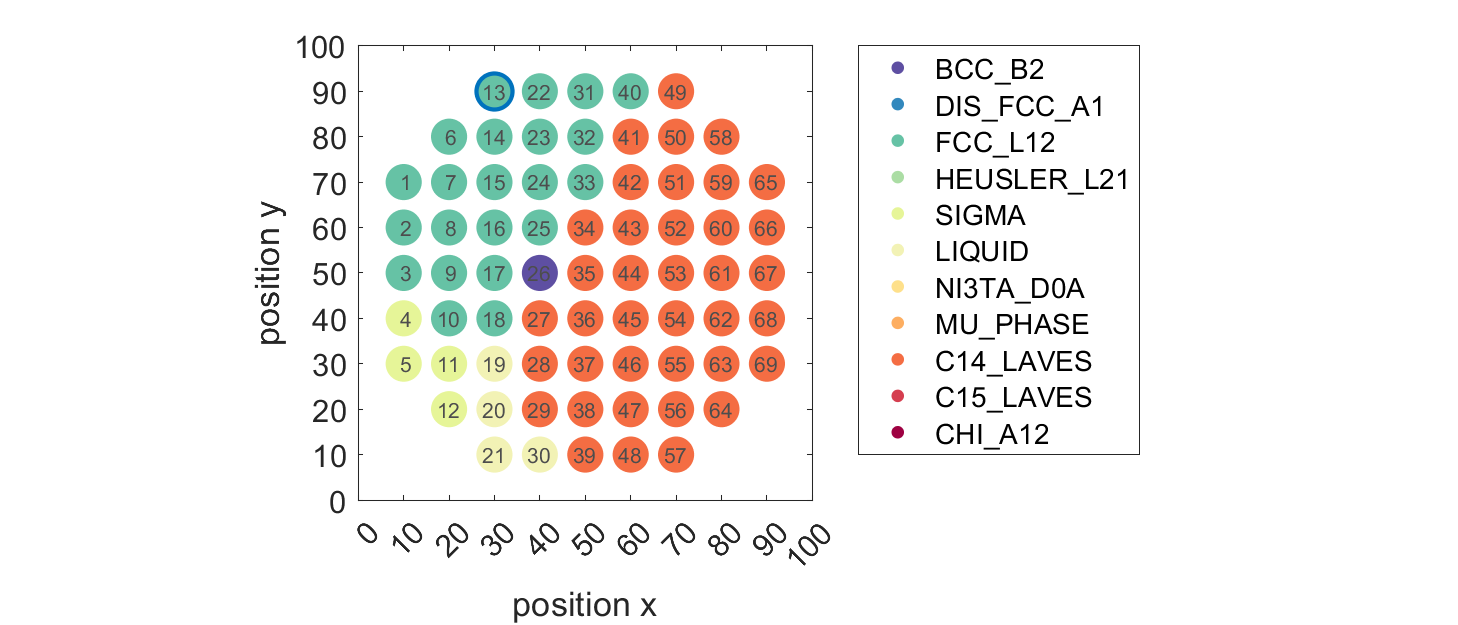 100
90
80
70
60
50
40
30
20
10
0
position y
13 22 31 40 49
6 14 23 32 41 50 58
1 7 15 24 33 42 51 59 65
2 8 16 25 34 43 52 60 66
3 9 17 26 35 44 53 61 67
4 10 18 27 36 45 54 62 68
5 11 19 28 37 46 55 63 69
12 20 29 38 47 56 64
21 30 39 48 57
0 10 20 30 40 50 60 70 80 90 100
position x
BCC_B2
DIS_FCC_A1
FCC_L12
HEUSLER_L21
SIGMA
LIQUID
NI3TA_D0A
MU_PHASE
C14_LAVES
C15_LAVES
CHI_A12